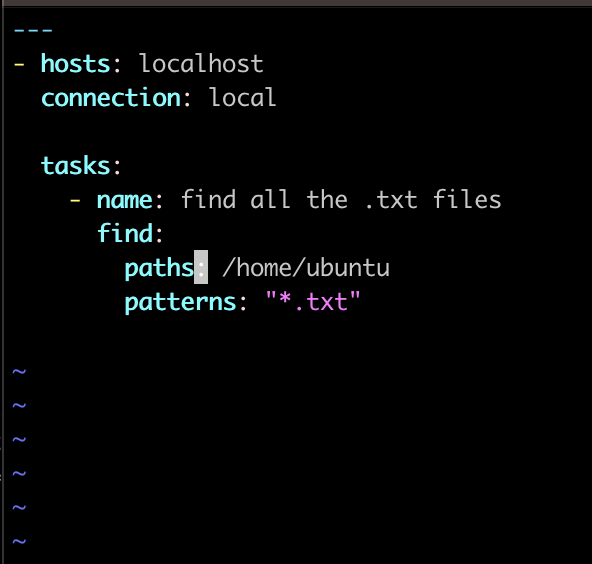 ---
- hosts: localhost
  connection: local

  tasks:
    - name: find all the .txt files
      find:
        paths: /home/ubuntu
        patterns: "*.txt"

~
~
~
~
~
~